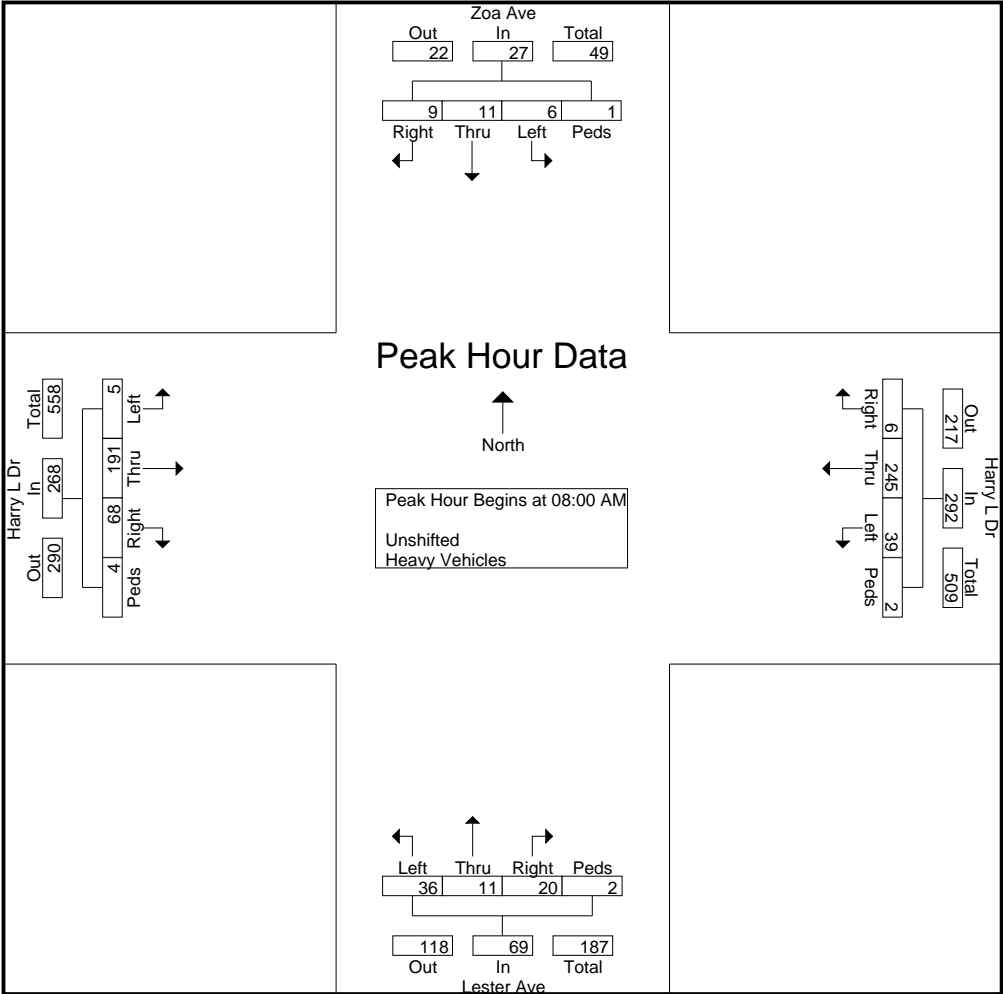 Zoa Ave
Out In Total
22 27 49
9 11 6 1
Right Thru Left Peds
Peak Hour Data
North
Peak Hour Begins at 08:00 AM
Unshifted
Heavy Vehicles
Harry L Dr
Total In Out
558 268 290
5 191 68 4
Left Thru Right Peds
Harry L Dr
Out In Total
217 292 509
6 245 39 2
Right Thru Left Peds
Left Thru Right Peds
36 11 20 2
118 69 187
Out In Total
Lester Ave